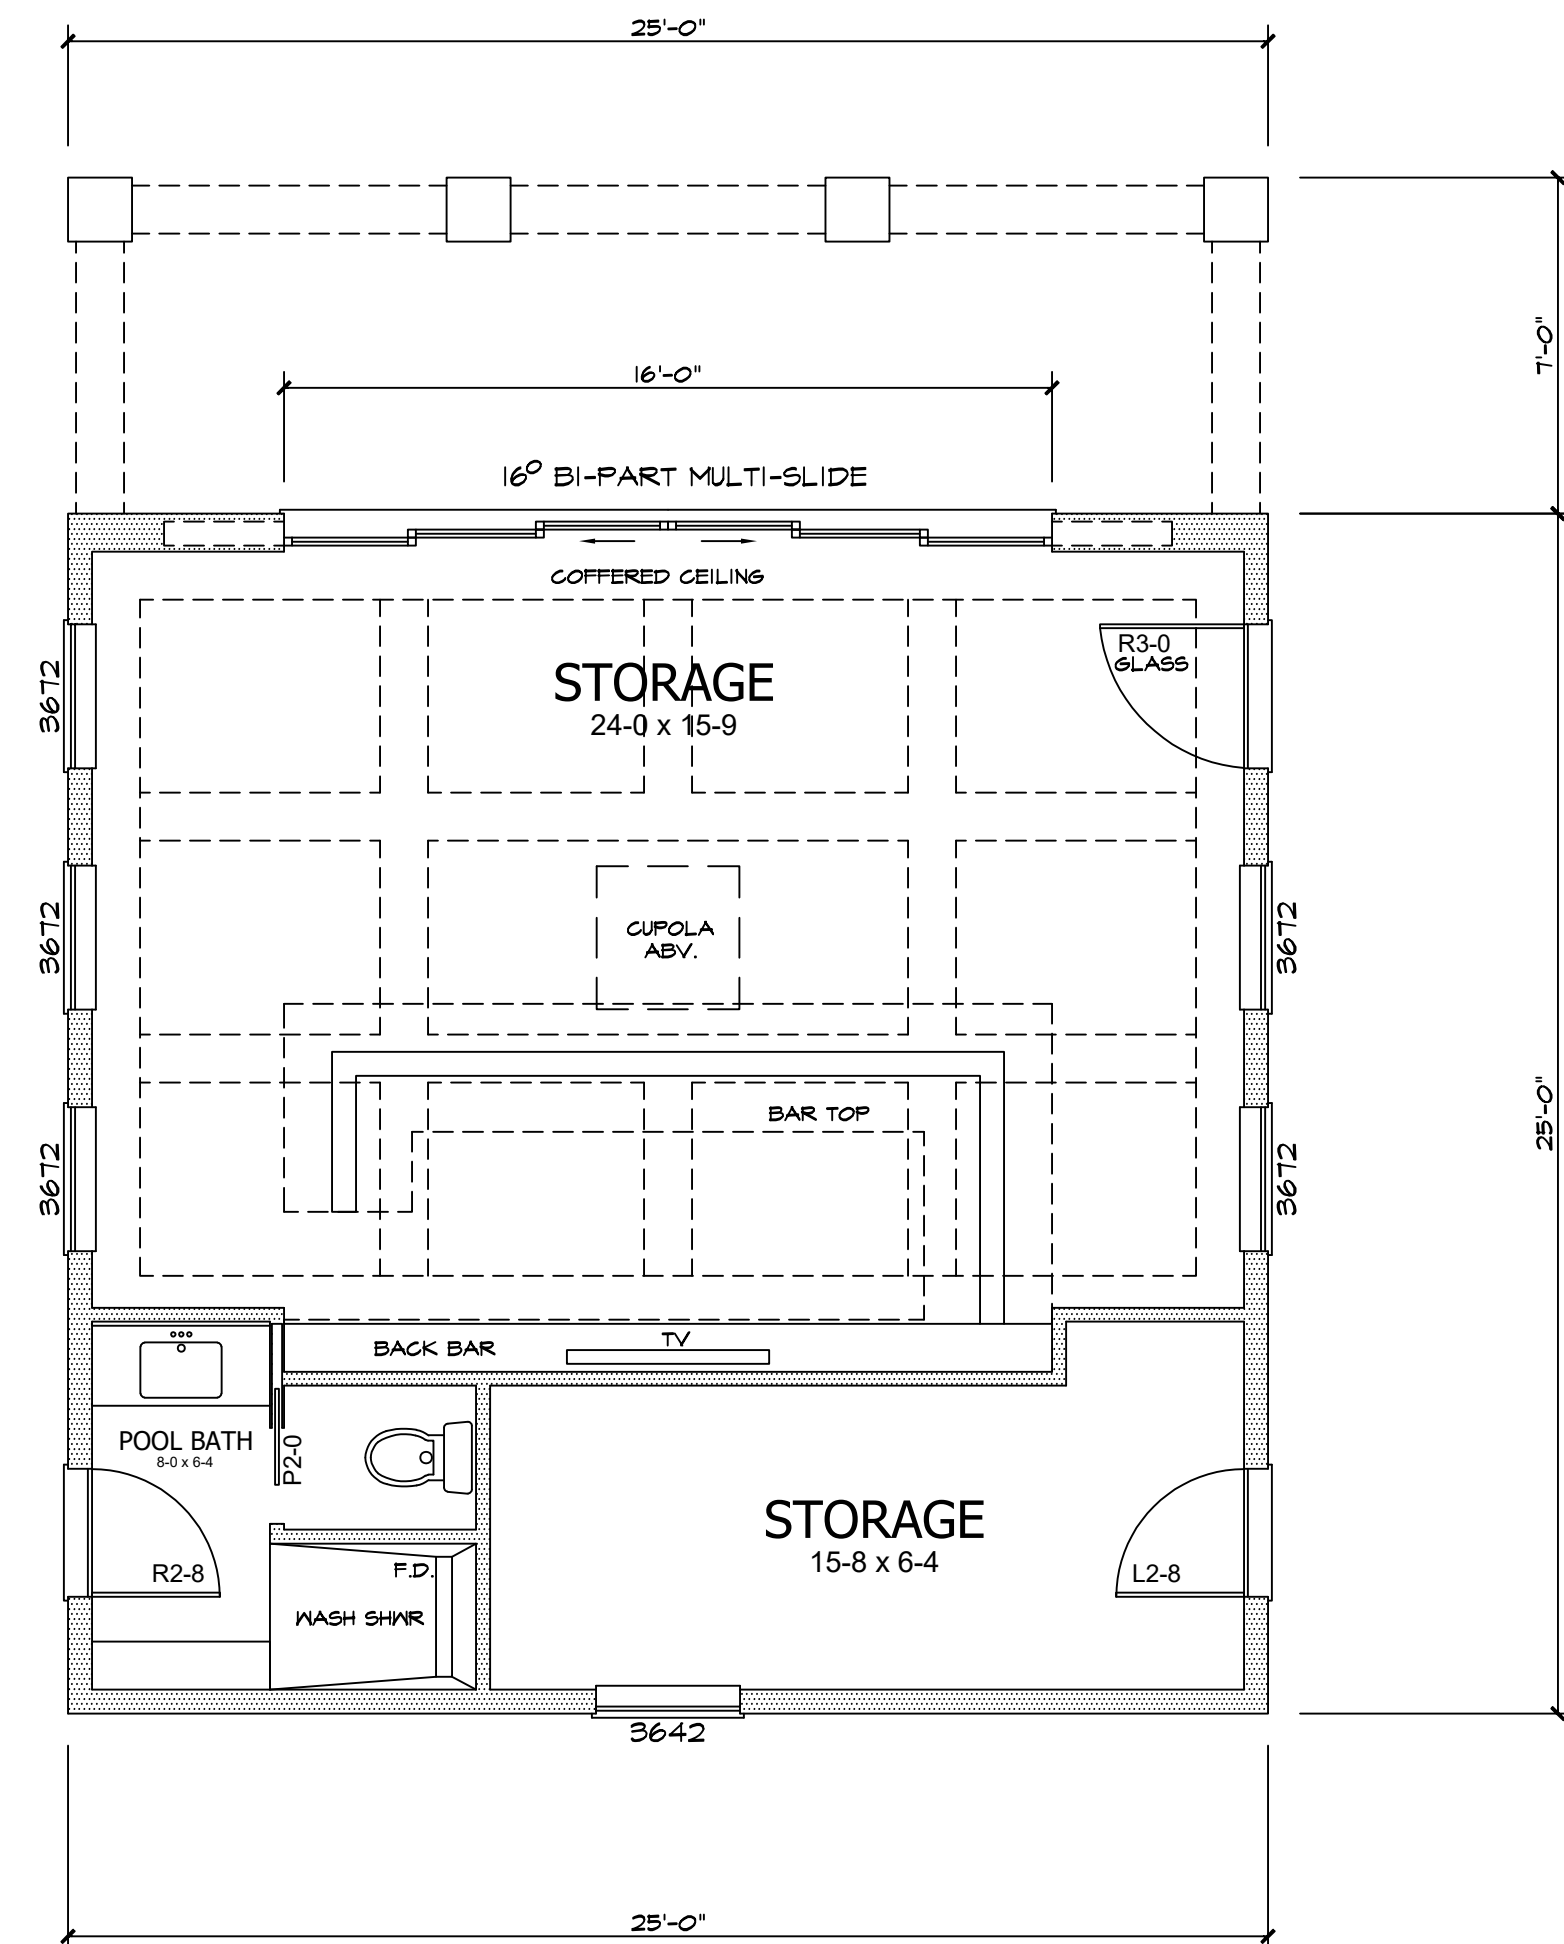 25'-0"
7'-0"
16'-0"
16⁰ BI-PART MULTI-SLIDE
COFFERED CEILING
R3-0
GLASS
STORAGE
24-0 x 15-9
3672
3672
3672
CUPOLA
ABV.
3672
3672
25'-0"
BAR TOP
BACK BAR
TV
POOL BATH
8-0 x 6-4
P2-0
R2-8
F.D.
WASH SHWR
STORAGE
15-8 x 6-4
L2-8
3642
25'-0"